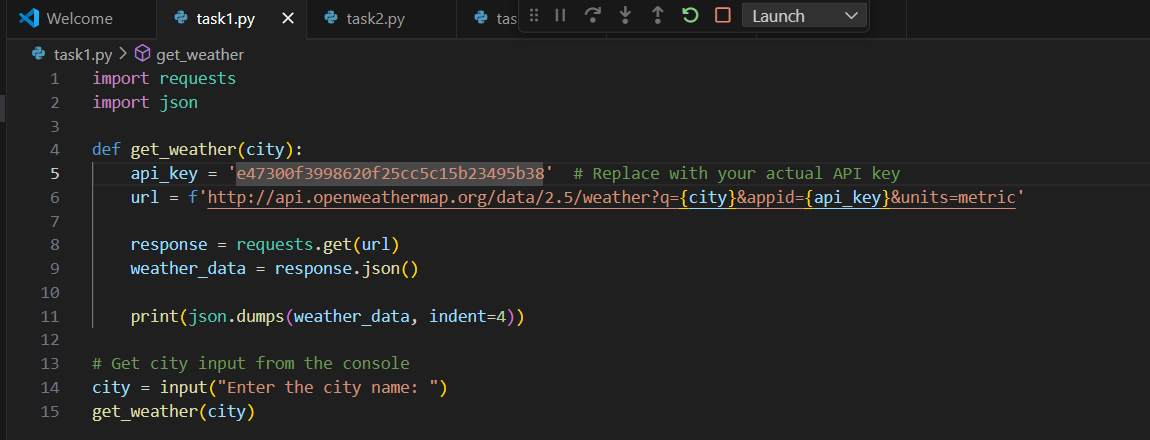 Welcome
task1.py
task2.py
tas
Launch
task1.py > get_weather
1 import requests
2 import json
3
4 def get_weather(city):
5     api_key = 'e47300f3998620f25cc5c15b23495b38'  # Replace with your actual API key
6     url = f'http://api.openweathermap.org/data/2.5/weather?q={city}&appid={api_key}&units=metric'
7
8     response = requests.get(url)
9     weather_data = response.json()
10
11     print(json.dumps(weather_data, indent=4))
12
13 # Get city input from the console
14 city = input("Enter the city name: ")
15 get_weather(city)